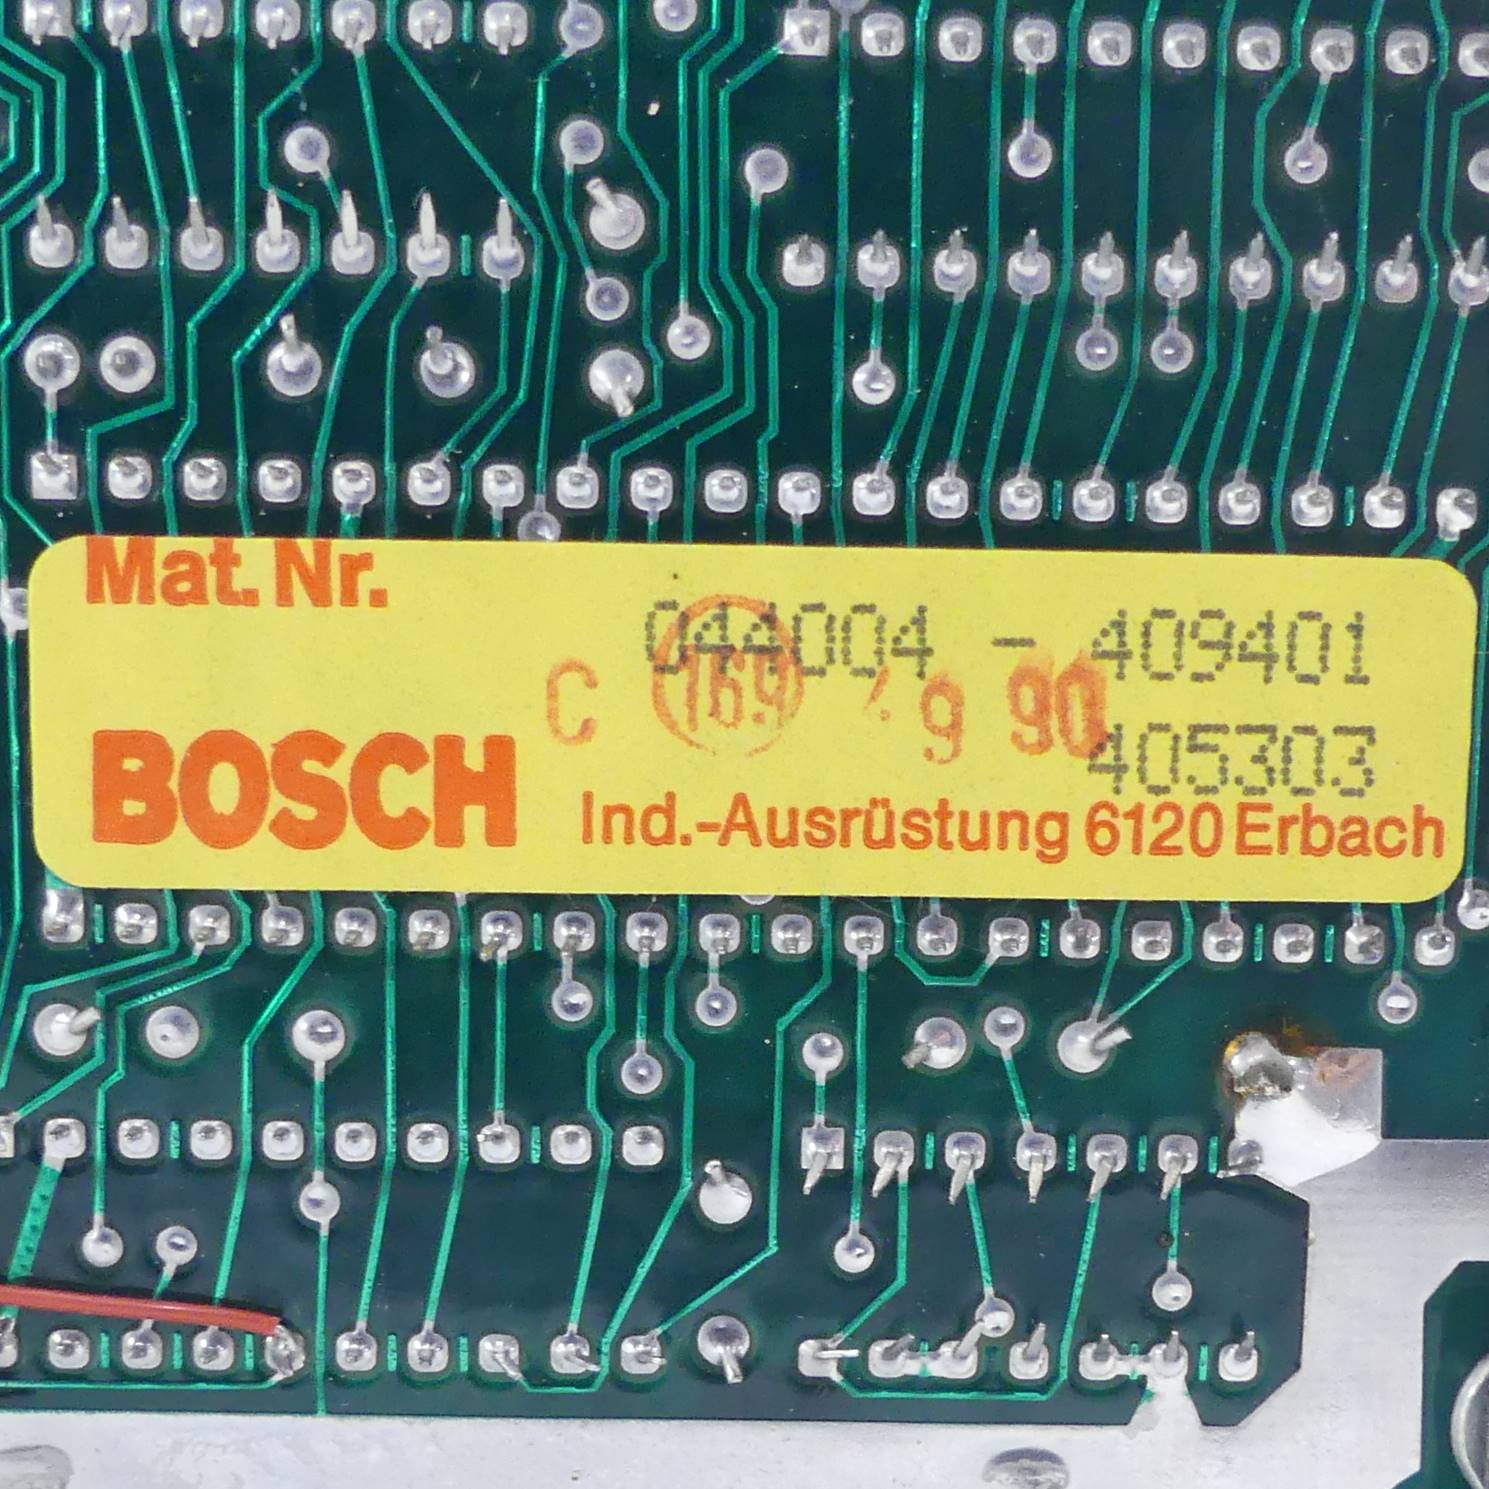 Mat. Nr.
044004 - 409401
C 169 9 90
405303
BOSCH
Ind.-Ausrüstung 6120 Erbach